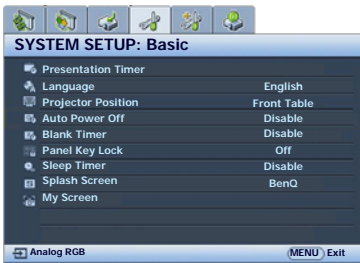 SYSTEM SETUP: Basic
Presentation Timer
Language English
Projector Position Front Table
Auto Power Off Disable
Blank Timer Disable
Panel Key Lock Off
Sleep Timer Disable
Splash Screen BenQ
My Screen
Analog RGB MENU Exit